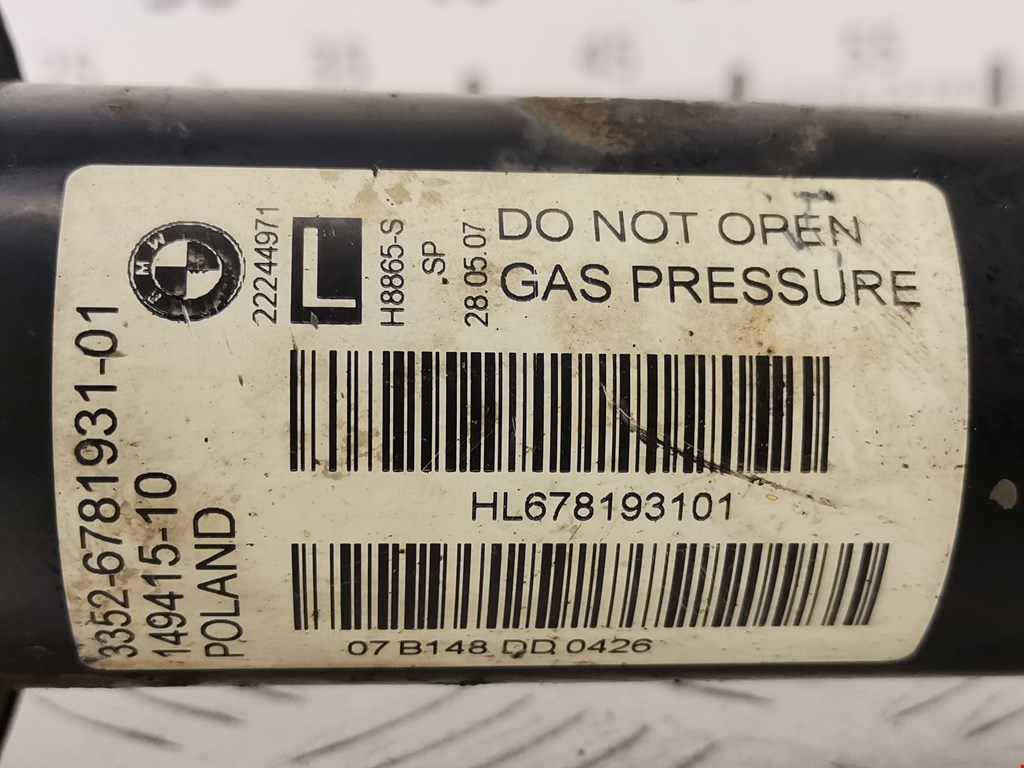 3352-6781931-01
149415-10
POLAND
BMW
22244971
L
H8865-S
SP
28.05.07
DO NOT OPEN
GAS PRESSURE
HL678193101
07 B148 DD 0426